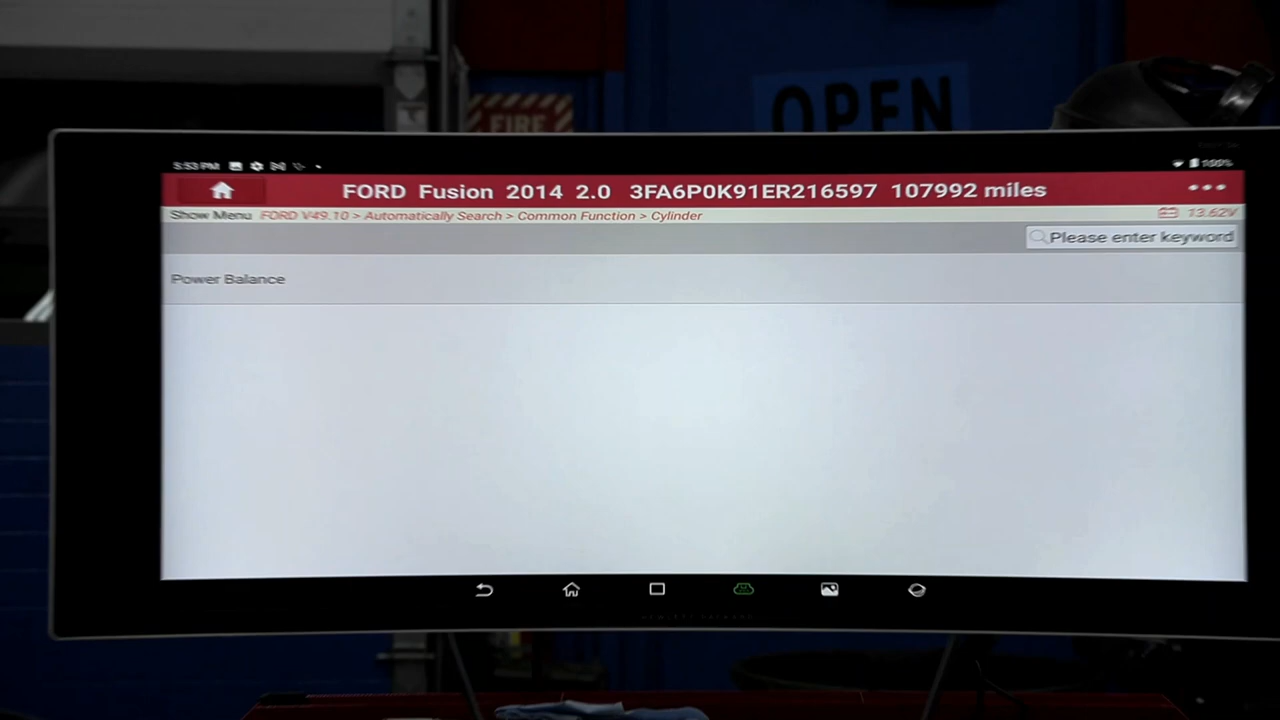 OPEN
FIRE
5:53 PM 100%
FORD Fusion 2014 2.0 3FA6P0K91ER216597 107992 miles
Show Menu FORD V49.10 > Automatically Search > Common Function > Cylinder 13.62V
Please enter keyword
Power Balance